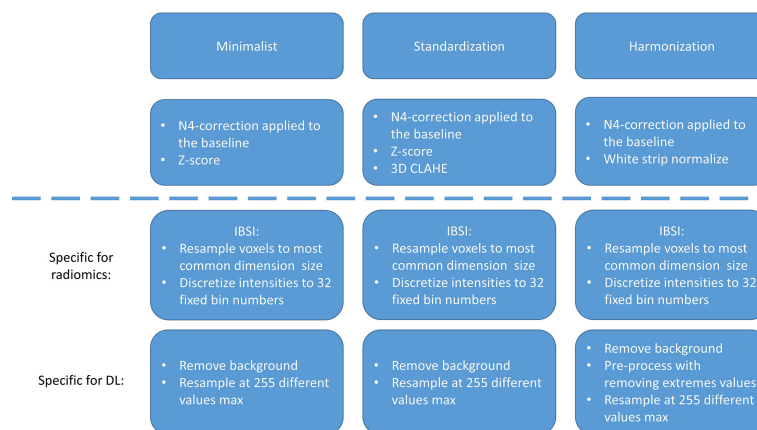 Minimalist
Standardization
Harmonization
• N4-correction applied to
the baseline
• Z-score
• N4-correction applied to
the baseline
• Z-score
• 3D CLAHE
• N4-correction applied to
the baseline
• White strip normalize
Specific for
radiomics:
IBSI:
• Resample voxels to most
common dimension size
• Discretize intensities to 32
fixed bin numbers
IBSI:
• Resample voxels to most
common dimension size
• Discretize intensities to 32
fixed bin numbers
IBSI:
• Resample voxels to most
common dimension size
• Discretize intensities to 32
fixed bin numbers
Specific for DL:
• Remove background
• Resample at 255 different
values max
• Remove background
• Resample at 255 different
values max
• Remove background
• Pre-process with
removing extremes values
• Resample at 255 different
values max